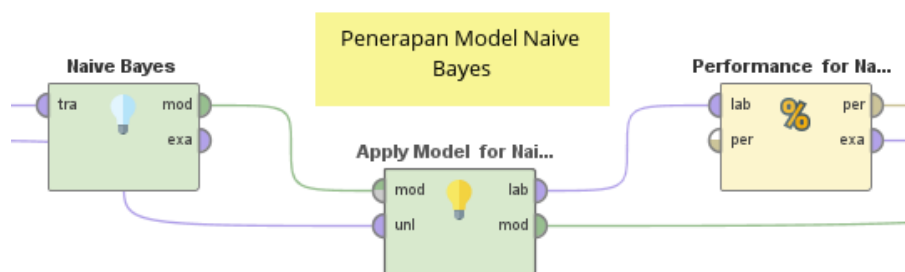 Penerapan Model Naive
Bayes
Naive Bayes
tra
mod
exa
Apply Model for Nai...
mod
lab
unl
mod
Performance for Na...
lab
per
per
exa